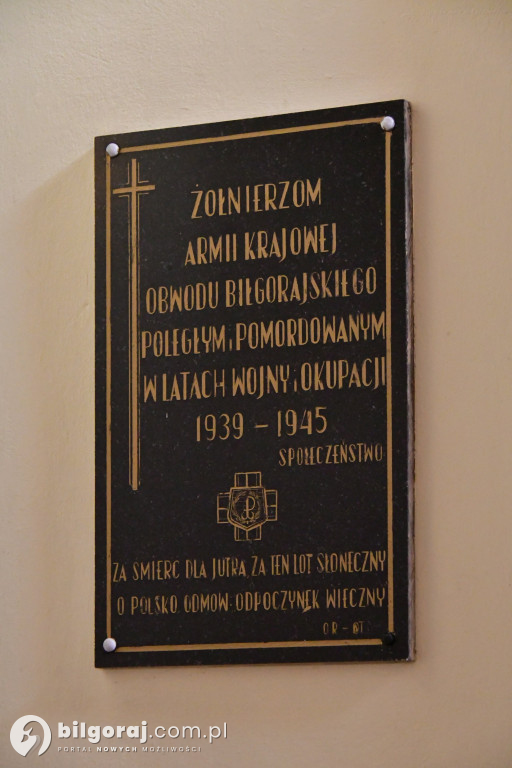 ŻOŁNIERZOM
ARMII KRAJOWEJ
OBWODU BIŁGORAJSKIEGO
POLEGŁYM i POMORDOWANYM
W LATACH WOJNY i OKUPACJI
1939 – 1945
SPOŁECZEŃSTWO
ZA ŚMIERC DLA JUTRA ZA TEN LOT SŁONECZNY
O POLSKO ODMÓW: ODPOCZYNEK WIECZNY
bilgoraj.com.pl
PORTAL NOWYCH MOŻLIWOŚCI